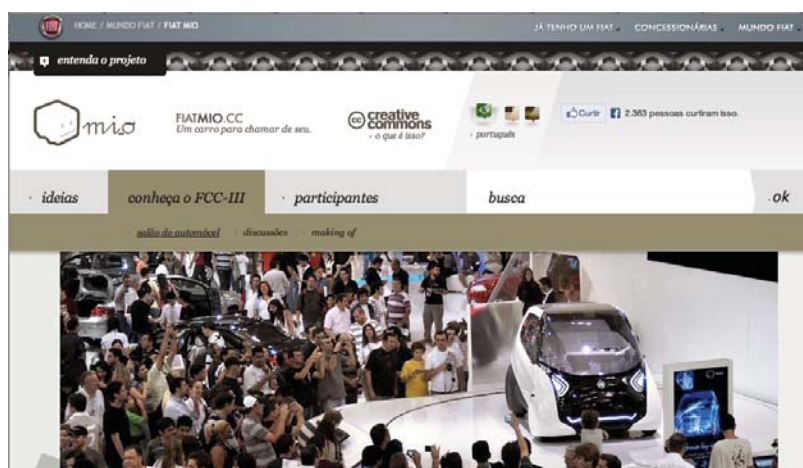 FIAT
HOME / MUNDO FIAT / FIAT MIO
JÁ TENHO UM FIAT
CONCESSIONÁRIAS
MUNDO FIAT
entenda o projeto
mio
FIATMIO.CC
Um carro para chamar de seu.
cc creative commons
- o que é isso?
português
Curtir
2.363 pessoas curtiram isso.
· ideias
conheça o FCC-III
· participantes
busca
.ok
salão do automóvel
discussões
making of